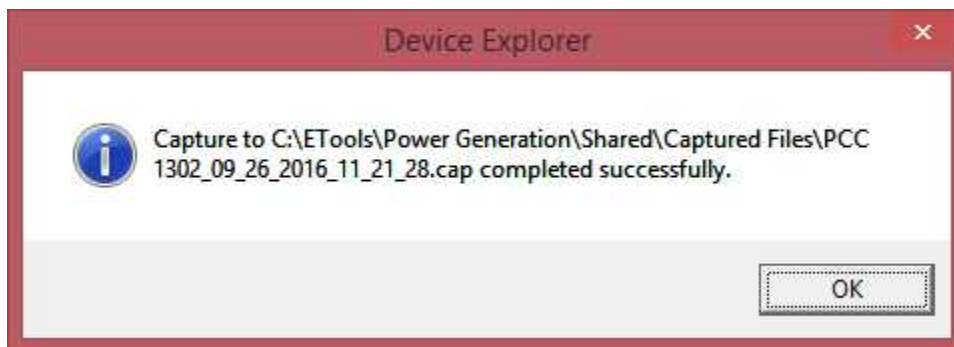 Device Explorer
Capture to C:\ETools\Power Generation\Shared\Captured Files\PCC
1302_09_26_2016_11_21_28.cap completed successfully.
OK